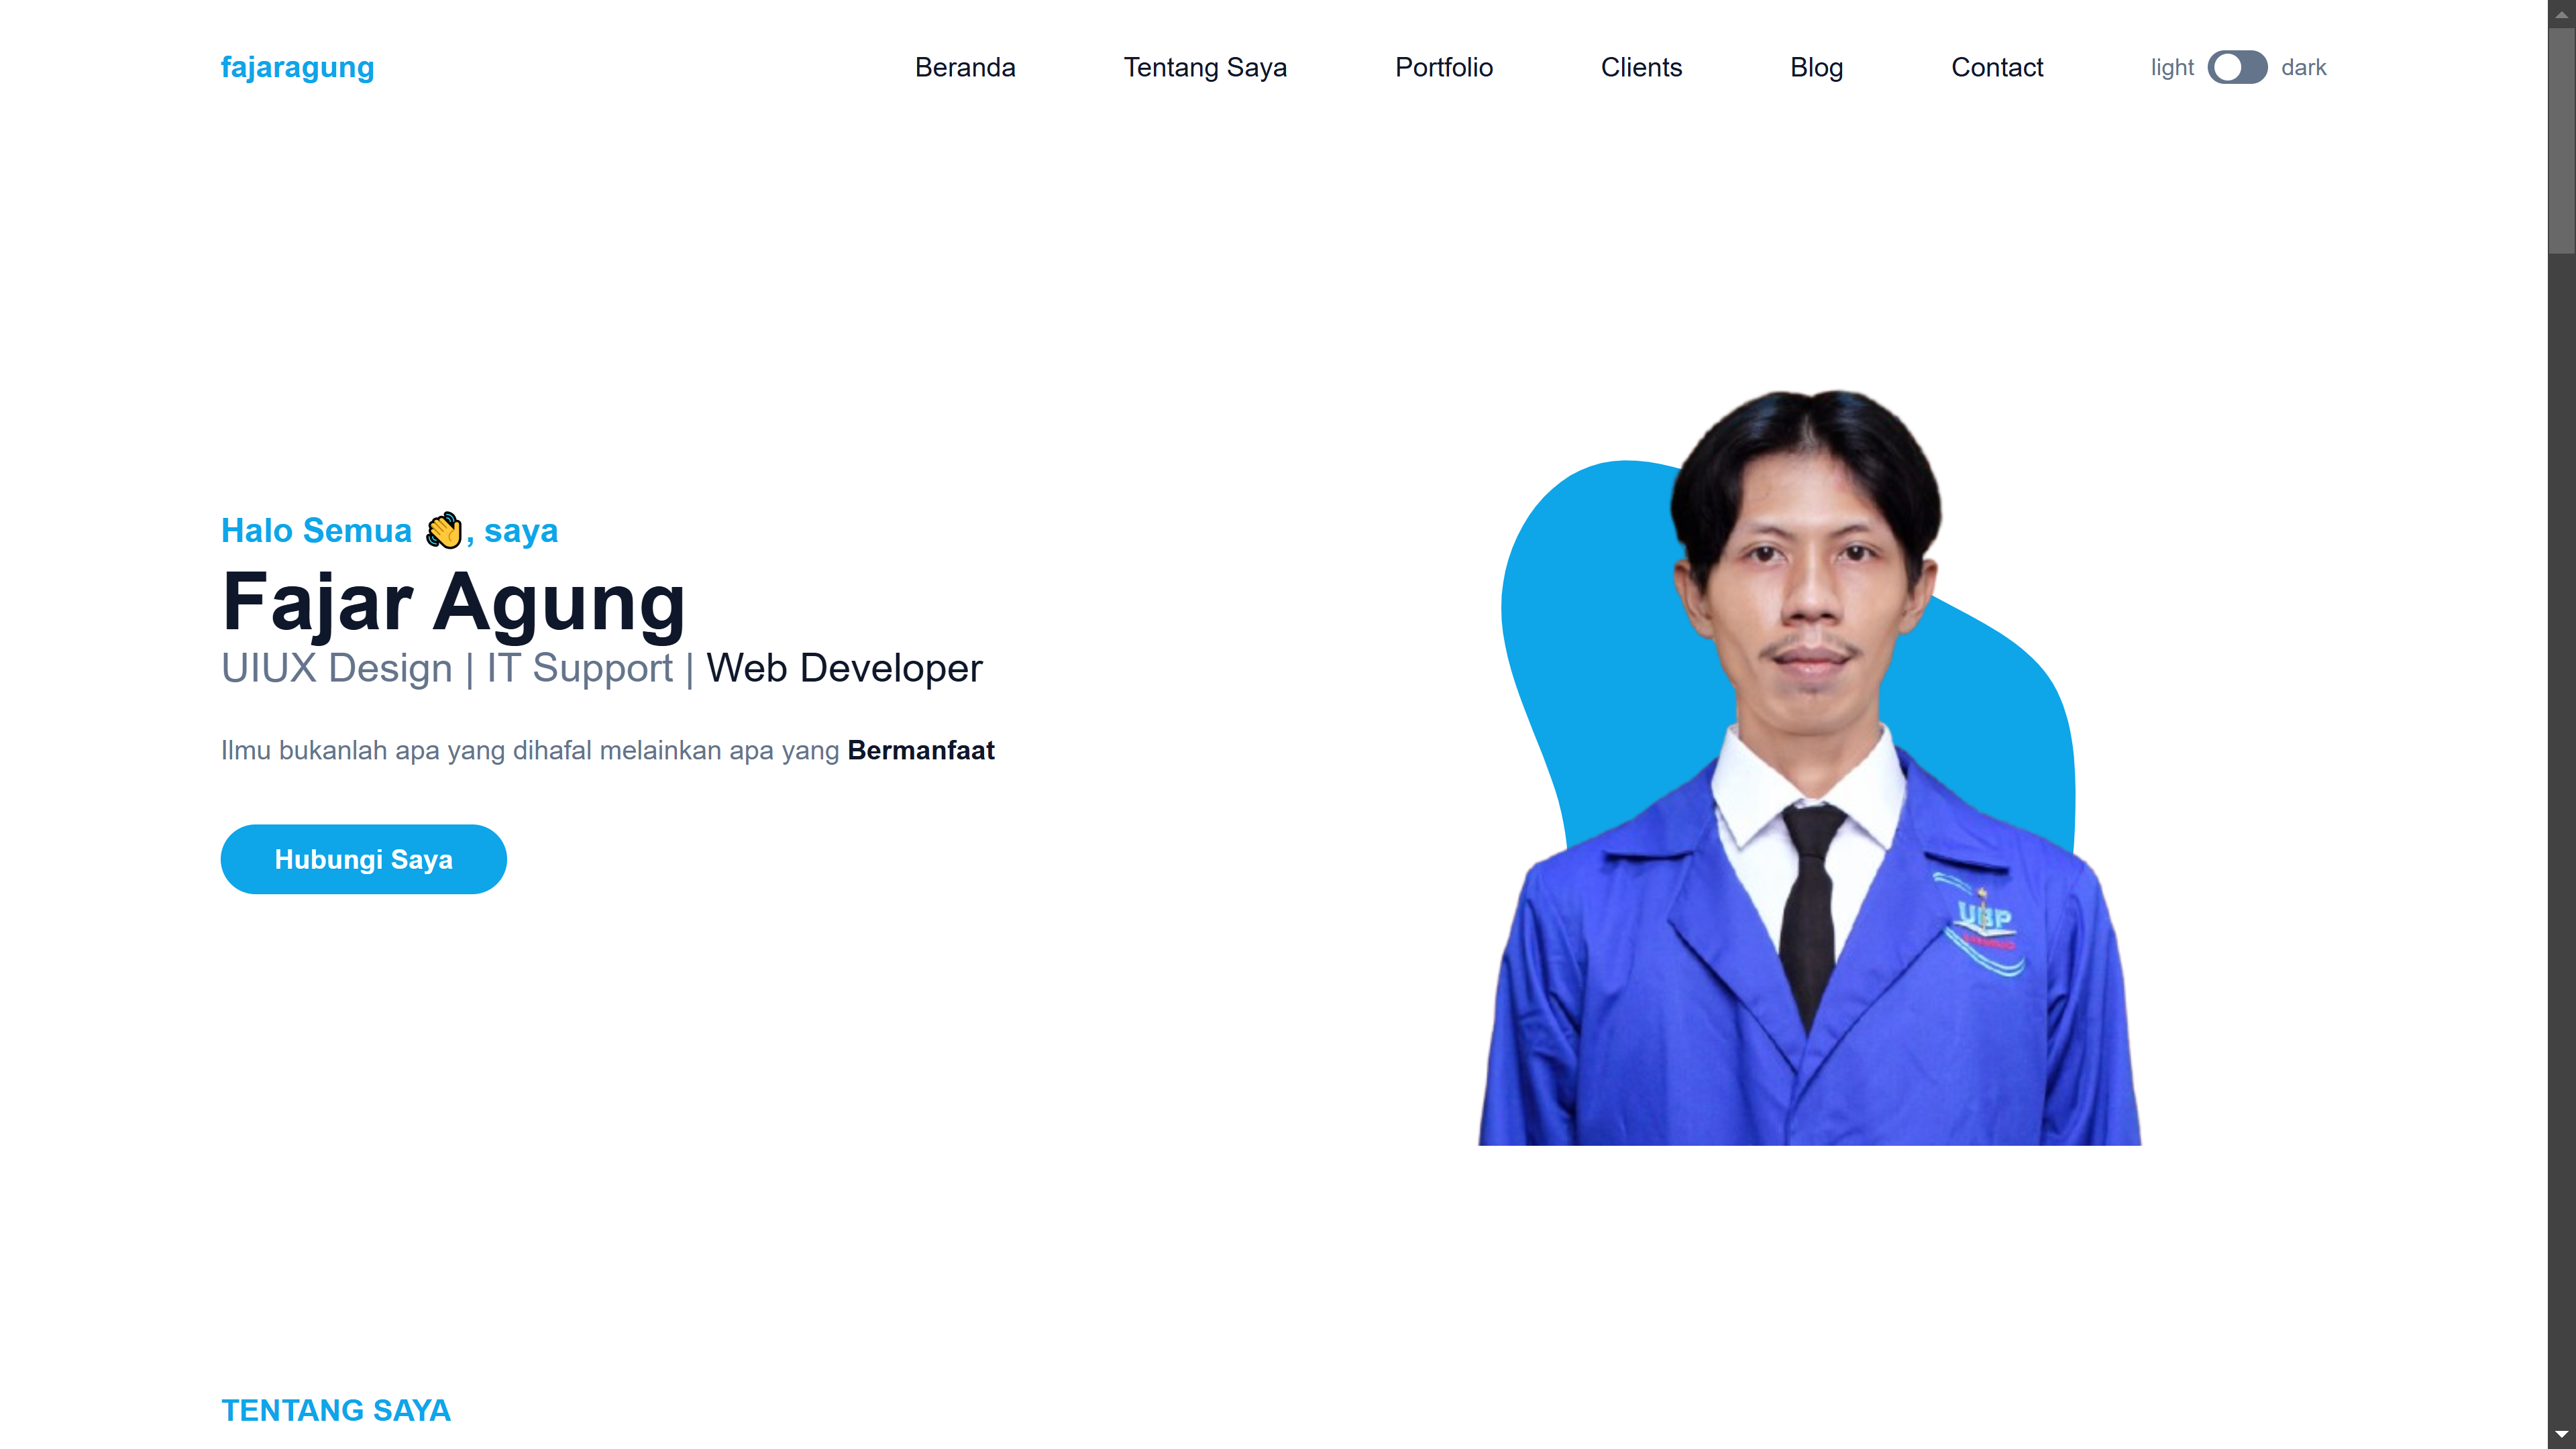 fajaragung
Beranda
Tentang Saya
Portfolio
Clients
Blog
Contact
light
dark
Halo Semua 👋, saya
Fajar Agung
UIUX Design | IT Support | Web Developer
Ilmu bukanlah apa yang dihafal melainkan apa yang Bermanfaat
Hubungi Saya
UBP
TENTANG SAYA